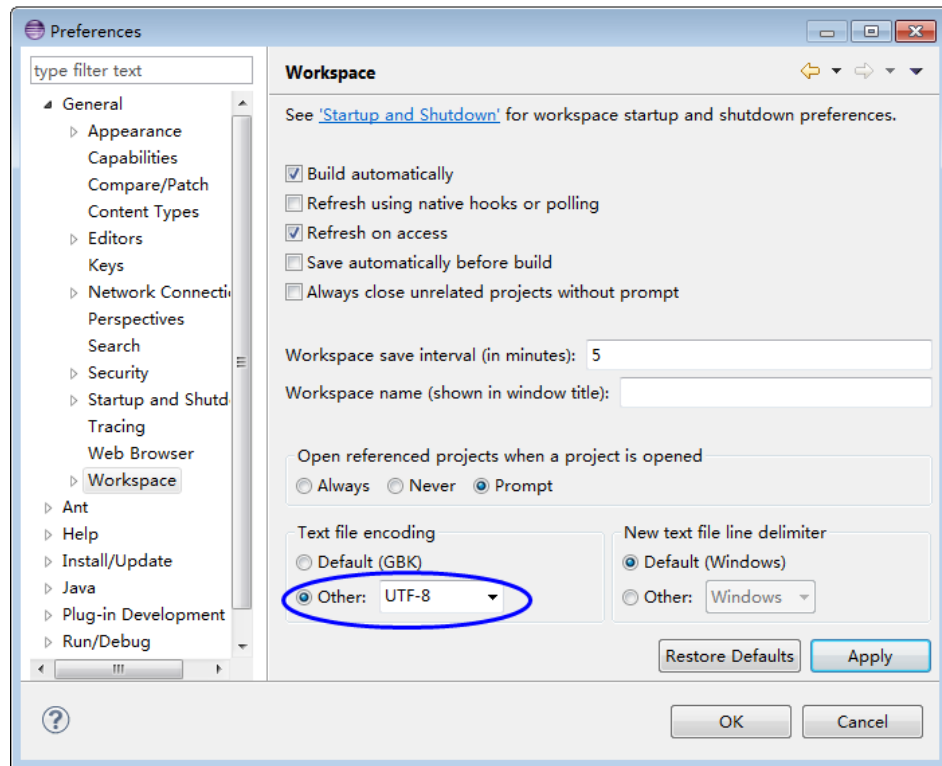 Preferences
type filter text
General
Appearance
Capabilities
Compare/Patch
Content Types
Editors
Keys
Network Connecti
Perspectives
Search
Security
Startup and Shutd
Tracing
Web Browser
Workspace
Ant
Help
Install/Update
Java
Plug-in Development
Run/Debug
Workspace
See 'Startup and Shutdown' for workspace startup and shutdown preferences.
Build automatically
Refresh using native hooks or polling
Refresh on access
Save automatically before build
Always close unrelated projects without prompt
Workspace save interval (in minutes): 5
Workspace name (shown in window title):
Open referenced projects when a project is opened
Always Never Prompt
Text file encoding
Default (GBK)
Other: UTF-8
New text file line delimiter
Default (Windows)
Other: Windows
Restore Defaults Apply
? OK Cancel